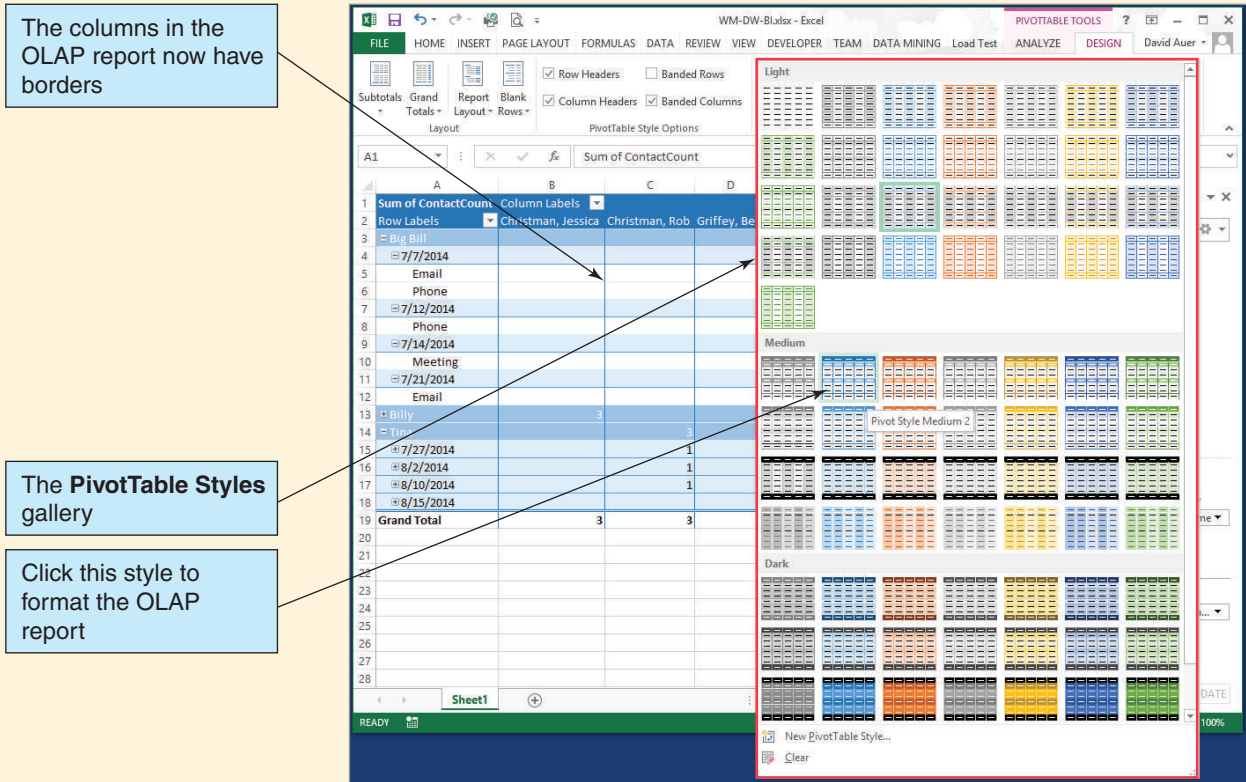 The columns in the
OLAP report now have
borders
The PivotTable Styles
gallery
Click this style to
format the OLAP
report
WM-DW-BI.xlsx - Excel
PIVOTTABLE TOOLS
?
FILE HOME INSERT PAGE LAYOUT FORMULAS DATA REVIEW VIEW DEVELOPER TEAM DATA MINING Load Test ANALYZE DESIGN David Auer
Subtotals Grand Totals Report Layout Blank Rows
Row Headers Banded Rows
Column Headers Banded Columns
Layout PivotTable Style Options
A1 fx Sum of ContactCount
A B C D
1 Sum of ContactCount Column Labels
2 Row Labels Christman, Jessica Christman, Rob Griffey, Be
3 Big Bill
4 7/7/2014
5 Email
6 Phone
7 7/12/2014
8 Phone
9 7/14/2014
10 Meeting
11 7/21/2014
12 Email
13 Billy 3
14 Tina 3
15 7/27/2014 1
16 8/2/2014 1
17 8/10/2014 1
18 8/15/2014
19 Grand Total 3 3
20
21
22
23
24
25
26
27
28
Sheet1
READY
100%
Light
Medium
Pivot Style Medium 2
Dark
New PivotTable Style...
Clear
DATE